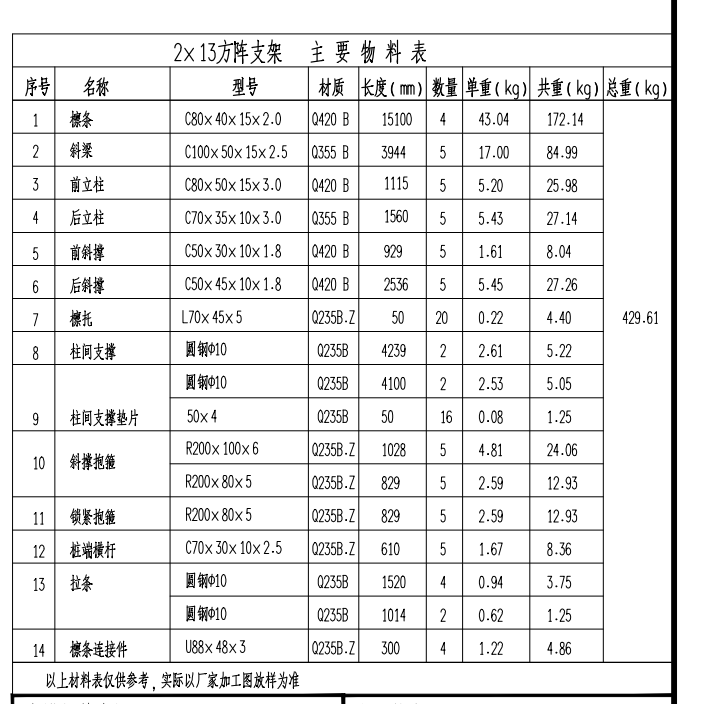 2×13方阵支架 主要物料表
序号 名称 型号 材质 长度(mm) 数量 单重(kg) 共重(kg) 总重(kg)
1 檩条 C80×40×15×2.0 Q420 B 15100 4 43.04 172.14
2 斜梁 C100×50×15×2.5 Q355 B 3944 5 17.00 84.99
3 前立柱 C80×50×15×3.0 Q420 B 1115 5 5.20 25.98
4 后立柱 C70×35×10×3.0 Q355 B 1560 5 5.43 27.14
5 前斜撑 C50×30×10×1.8 Q420 B 929 5 1.61 8.04
6 后斜撑 C50×45×10×1.8 Q420 B 2536 5 5.45 27.26
7 檩托 L70×45×5 Q235B.Z 50 20 0.22 4.40 429.61
8 柱间支撑 圆钢Φ10 Q235B 4239 2 2.61 5.22
圆钢Φ10 Q235B 4100 2 2.53 5.05
9 柱间支撑垫片 50×4 Q235B 50 16 0.08 1.25
10 斜撑抱箍 R200×100×6 Q235B.Z 1028 5 4.81 24.06
R200×80×5 Q235B.Z 829 5 2.59 12.93
11 锁紧抱箍 R200×80×5 Q235B.Z 829 5 2.59 12.93
12 桩端横杆 C70×30×10×2.5 Q235B.Z 610 5 1.67 8.36
13 拉条 圆钢Φ10 Q235B 1520 4 0.94 3.75
圆钢Φ10 Q235B 1014 2 0.62 1.25
14 檩条连接件 U88×48×3 Q235B.Z 300 4 1.22 4.86
以上材料表仅供参考，实际以厂家加工图放样为准